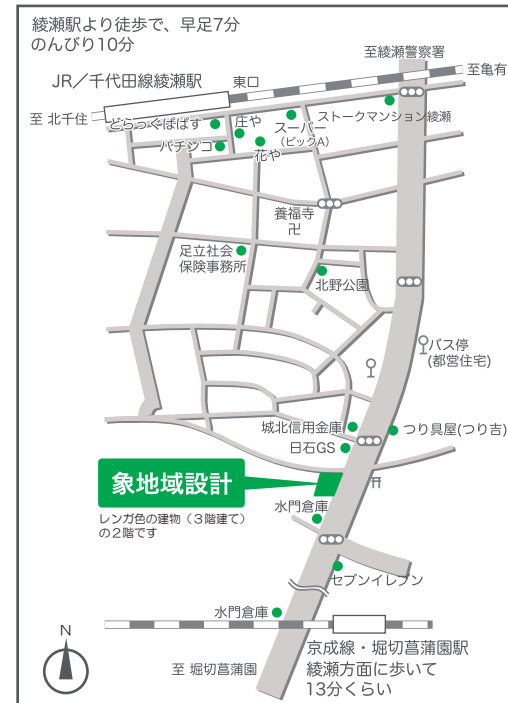 綾瀬駅より徒歩で、早足7分
のんびり10分
至綾瀬警察署
JR／千代田線綾瀬駅
東口
至亀有
至 北千住
どらっぐぱぱす
庄や
スーパー
（ビックA）
ストークマンション綾瀬
パチンコ
花や
養福寺
卍
足立社会
保険事務所
北野公園
バス停
(都営住宅)
城北信用金庫
つり具屋(つり吉)
日石GS
象地域設計
レンガ色の建物（3階建て）
の2階です
水門倉庫
セブンイレブン
水門倉庫
京成線・堀切菖蒲園駅
綾瀬方面に歩いて
13分くらい
至 堀切菖蒲園
N